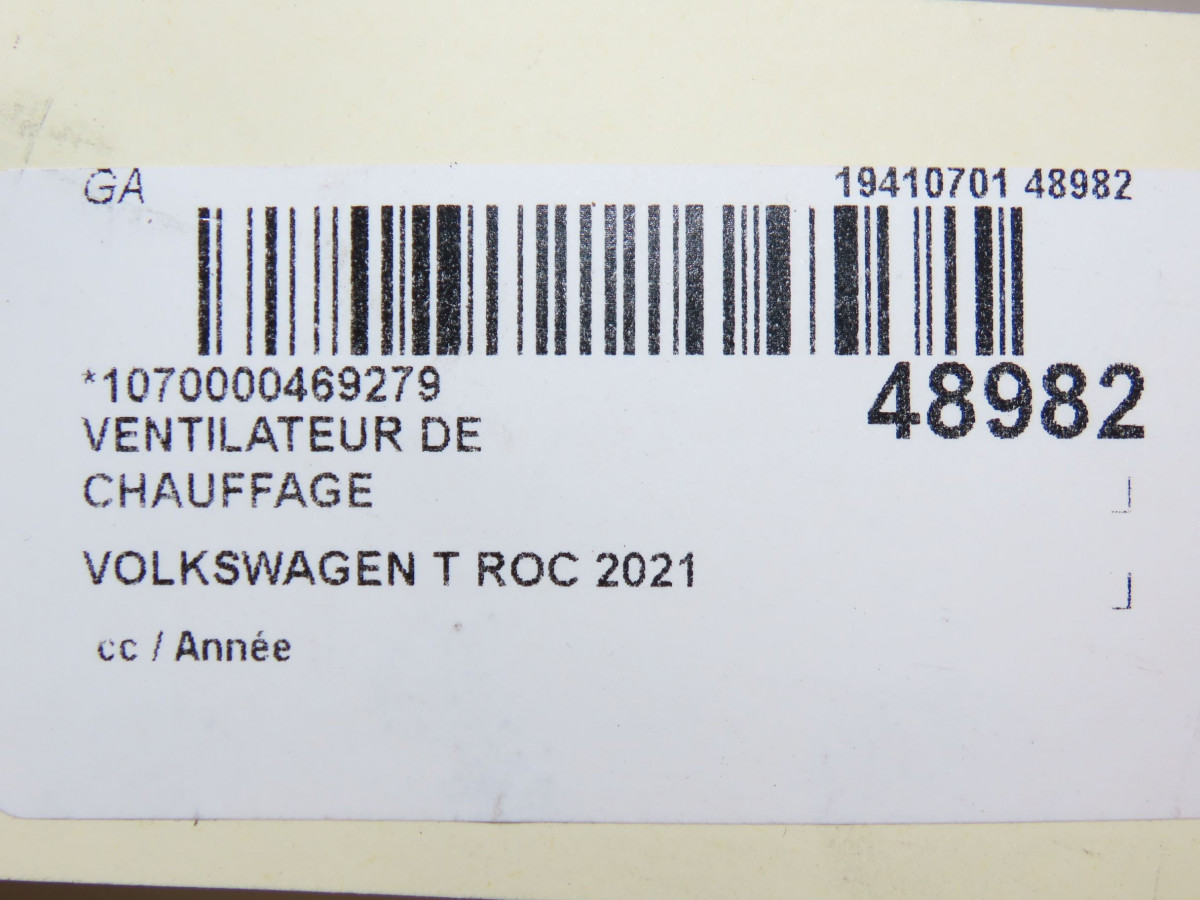 GA 19410701 48982
*1070000469279 48982
VENTILATEUR DE
CHAUFFAGE
VOLKSWAGEN T ROC 2021
cc / Année